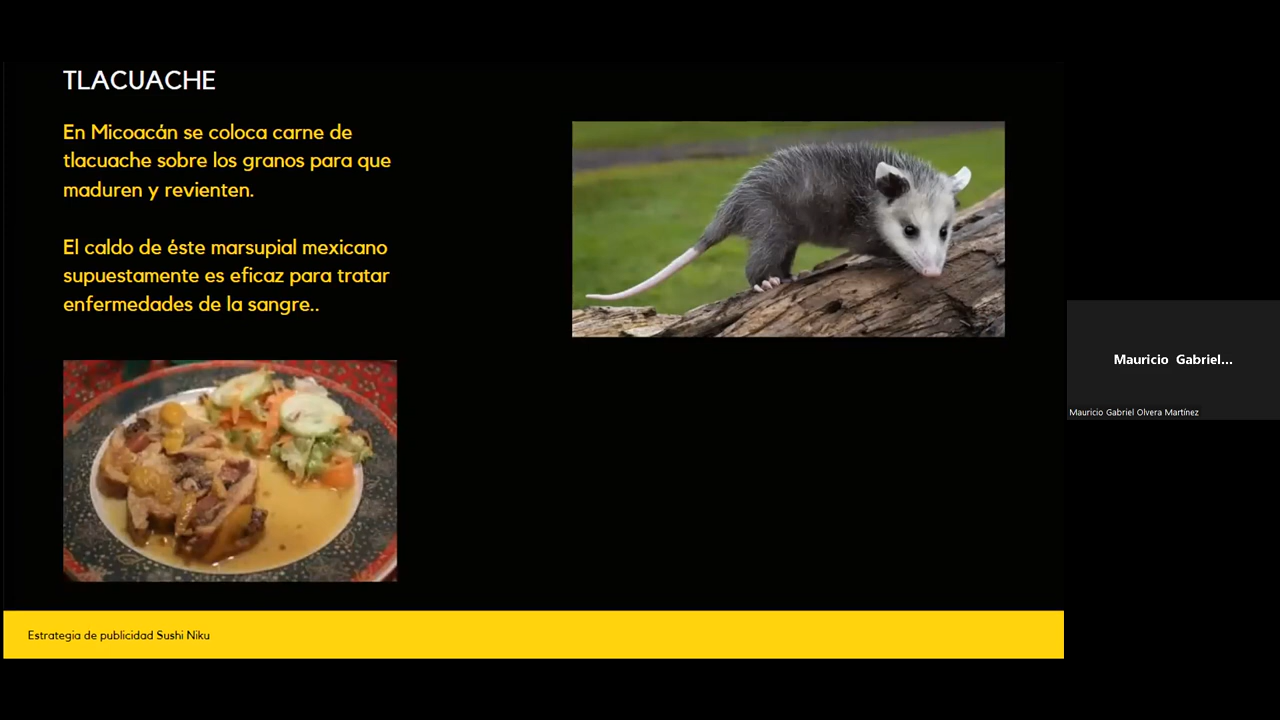 TLACUACHE
En Micoacán se coloca carne de
tlacuache sobre los granos para que
maduren y revienten.
El caldo de éste marsupial mexicano
supuestamente es eficaz para tratar
enfermedades de la sangre..
Estrategia de publicidad Sushi Niku
Mauricio Gabriel...
Mauricio Gabriel Olvera Martínez